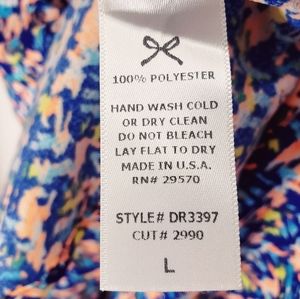 100% POLYESTER
HAND WASH COLD
OR DRY CLEAN
DO NOT BLEACH
LAY FLAT TO DRY
MADE IN U.S.A.
RN# 29570
STYLE# DR3397
CUT# 2990
L